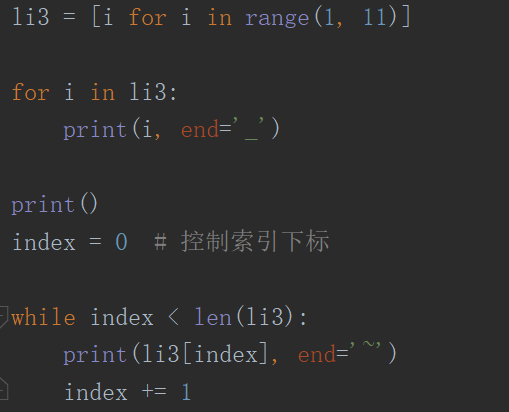 li3 = [i for i in range(1, 11)]
for i in li3:
    print(i, end='_')
print()
index = 0  # 控制索引下标
while index < len(li3):
    print(li3[index], end='~')
    index += 1